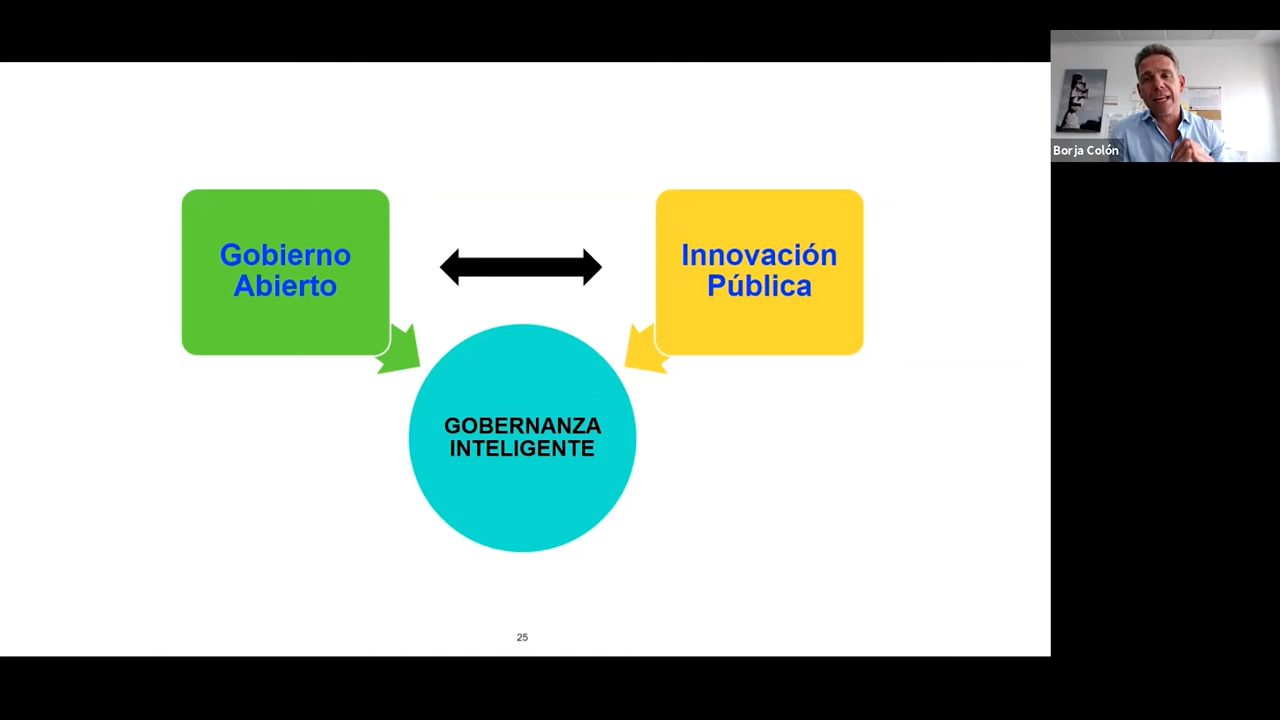 Gobierno
Abierto
Innovación
Pública
GOBERNANZA
INTELIGENTE
25
Borja Colón